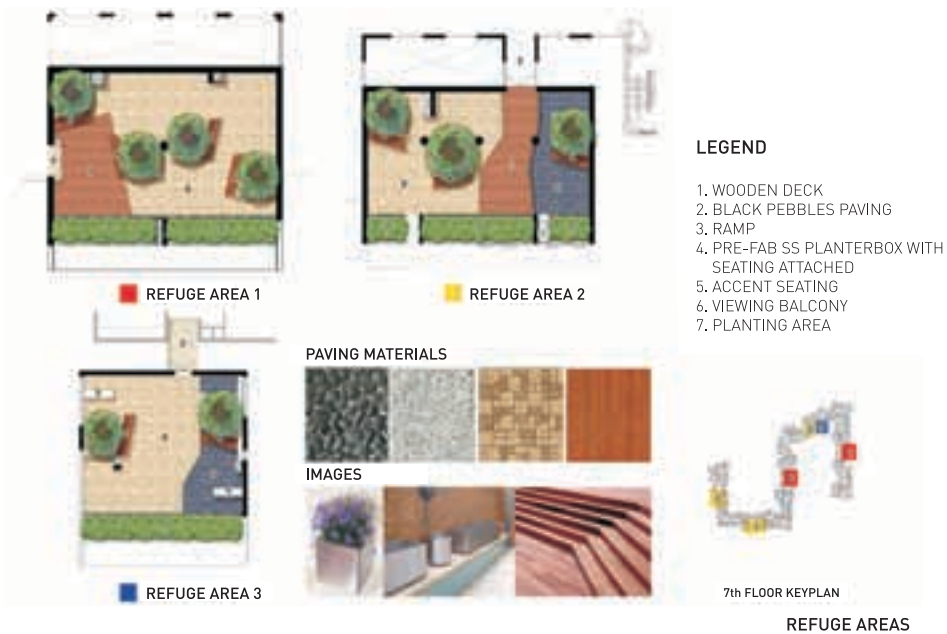 LEGEND
1. WOODEN DECK
2. BLACK PEBBLES PAVING
3. RAMP
4. PRE-FAB SS PLANTERBOX WITH
SEATING ATTACHED
5. ACCENT SEATING
6. VIEWING BALCONY
7. PLANTING AREA
REFUGE AREA 1
REFUGE AREA 2
PAVING MATERIALS
IMAGES
REFUGE AREA 3
7th FLOOR KEYPLAN
REFUGE AREAS